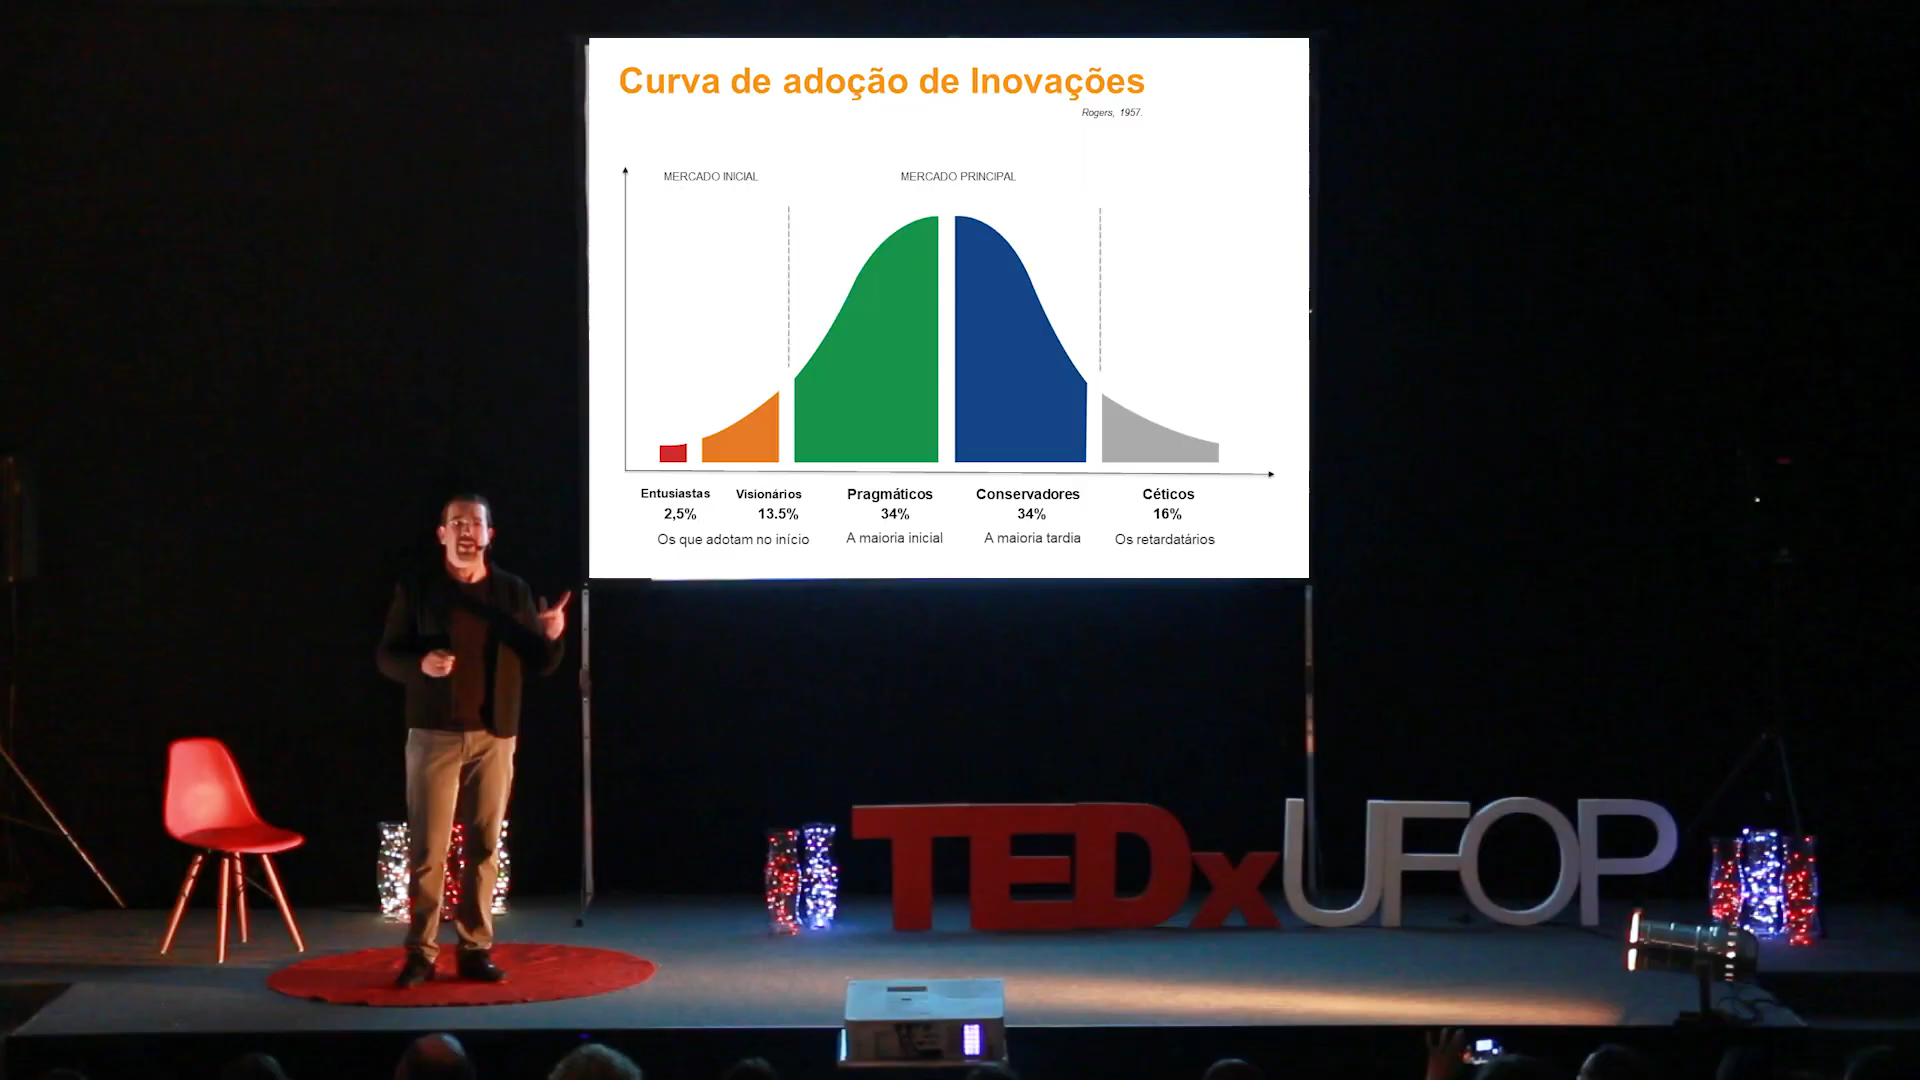 Curva de adoção de Inovações
Rogers, 1957.
MERCADO INICIAL
MERCADO PRINCIPAL
Entusiastas
Visionários
Pragmáticos
Conservadores
Céticos
2,5%
13.5%
34%
34%
16%
Os que adotam no início
A maioria inicial
A maioria tardia
Os retardatários
TEDxUFOP